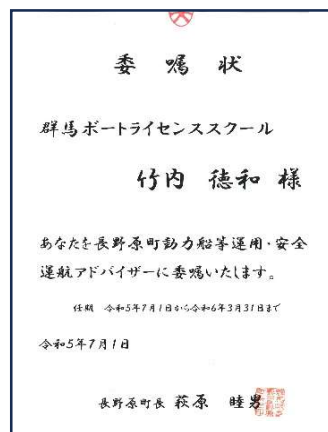 委嘱状
群馬ボートライセンススクール
竹内 徳和 様
あなたを長野原町動力船等運用・安全
運航アドバイザーに委嘱いたします。
任期 令和5年7月1日から令和6年3月31日まで
令和5年7月1日
長野原町長 萩原 睦男